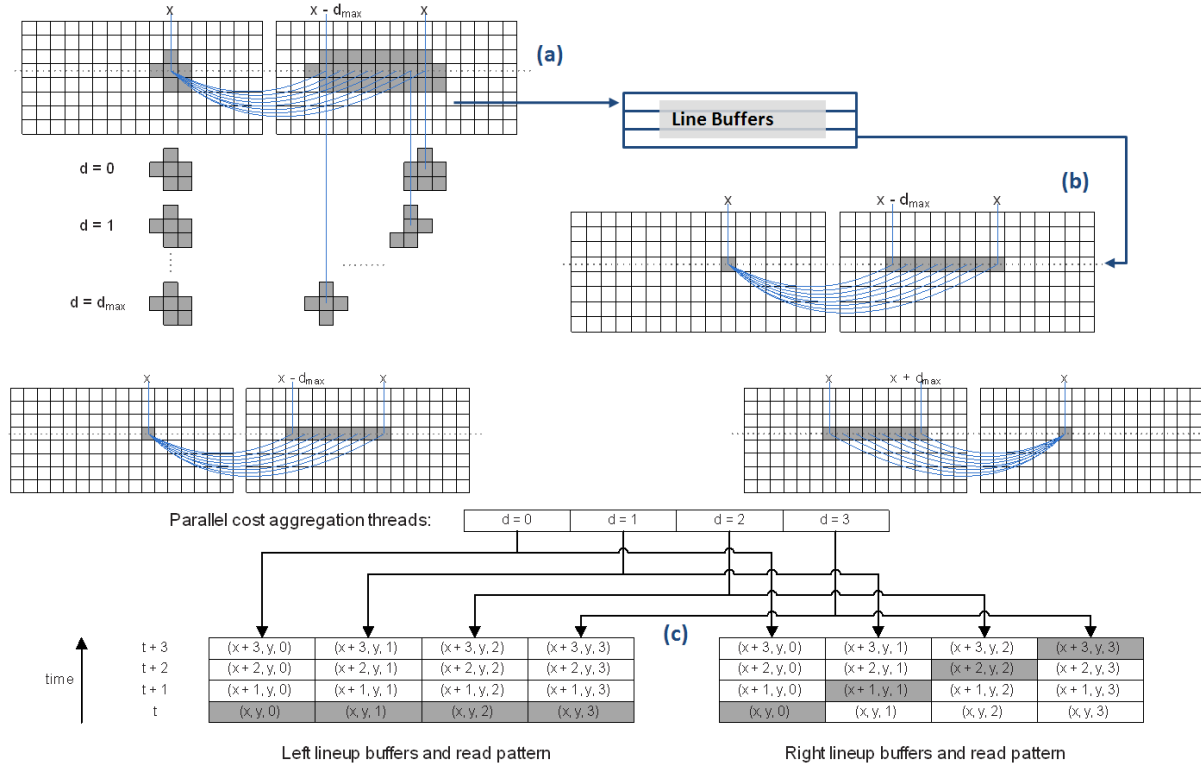 x
x - dmax
x
(a)
Line Buffers
d = 0
d = 1
d = dmax
(b)
x
x - dmax
x
x
x - dmax
x
x
x + dmax
x
Parallel cost aggregation threads:
d = 0
d = 1
d = 2
d = 3
(c)
time
t + 3
(x + 3, y, 0)
(x + 3, y, 1)
(x + 3, y, 2)
(x + 3, y, 3)
(x + 3, y, 0)
(x + 3, y, 1)
(x + 3, y, 2)
(x + 3, y, 3)
t + 2
(x + 2, y, 0)
(x + 2, y, 1)
(x + 2, y, 2)
(x + 2, y, 3)
(x + 2, y, 0)
(x + 2, y, 1)
(x + 2, y, 2)
(x + 2, y, 3)
t + 1
(x + 1, y, 0)
(x + 1, y, 1)
(x + 1, y, 2)
(x + 1, y, 3)
(x + 1, y, 0)
(x + 1, y, 1)
(x + 1, y, 2)
(x + 1, y, 3)
t
(x, y, 0)
(x, y, 1)
(x, y, 2)
(x, y, 3)
(x, y, 0)
(x, y, 1)
(x, y, 2)
(x, y, 3)
Left lineup buffers and read pattern
Right lineup buffers and read pattern